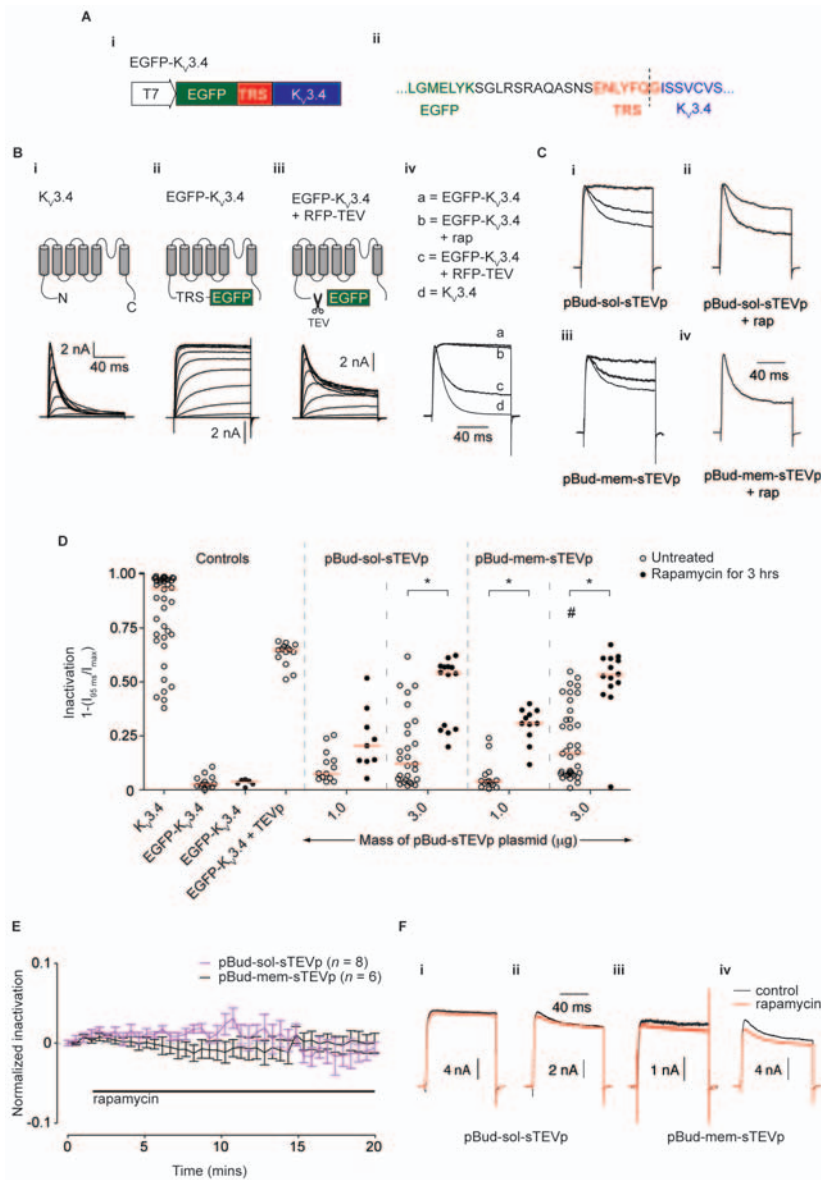 A
i
EGFP-KV3.4
T7 EGFP TRS KV3.4
ii
...LGMELYKSGLRSRAQASNSENLYFQGISSVCVS...
EGFP TRS KV3.4
B
i
KV3.4
N
C
2 nA
40 ms
ii
EGFP-KV3.4
TRS-EGFP
2 nA
iii
EGFP-KV3.4
+ RFP-TEV
EGFP
TEV
2 nA
iv
a = EGFP-KV3.4
b = EGFP-KV3.4
+ rap
c = EGFP-KV3.4
+ RFP-TEV
d = KV3.4
a
b
c
d
40 ms
C
i
pBud-sol-sTEVp
ii
pBud-sol-sTEVp
+ rap
iii
pBud-mem-sTEVp
iv
40 ms
pBud-mem-sTEVp
+ rap
D
Controls
pBud-sol-sTEVp
pBud-mem-sTEVp
Untreated
Rapamycin for 3 hrs
* * *
#
Inactivation
1-(I95 ms/Imax)
1.00
0.75
0.50
0.25
0
KV3.4
EGFP-KV3.4
EGFP-KV3.4
EGFP-KV3.4 + TEVp
1.0
3.0
1.0
3.0
Mass of pBud-sTEVp plasmid (µg)
E
pBud-sol-sTEVp (n = 8)
pBud-mem-sTEVp (n = 6)
Normalized inactivation
0.1
0
-0.1
rapamycin
0 5 10 15 20
Time (mins)
F
i
ii
iii
iv
control
rapamycin
40 ms
4 nA
2 nA
1 nA
4 nA
pBud-sol-sTEVp
pBud-mem-sTEVp